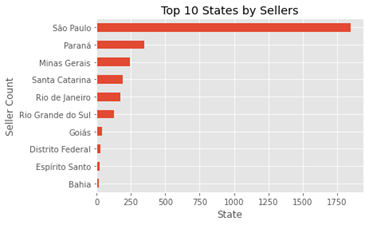 Top 10 States by Sellers
São Paulo
Paraná
Minas Gerais
Santa Catarina
Rio de Janeiro
Rio Grande do Sul
Goiás
Distrito Federal
Espírito Santo
Bahia
Seller Count
0 250 500 750 1000 1250 1500 1750
State